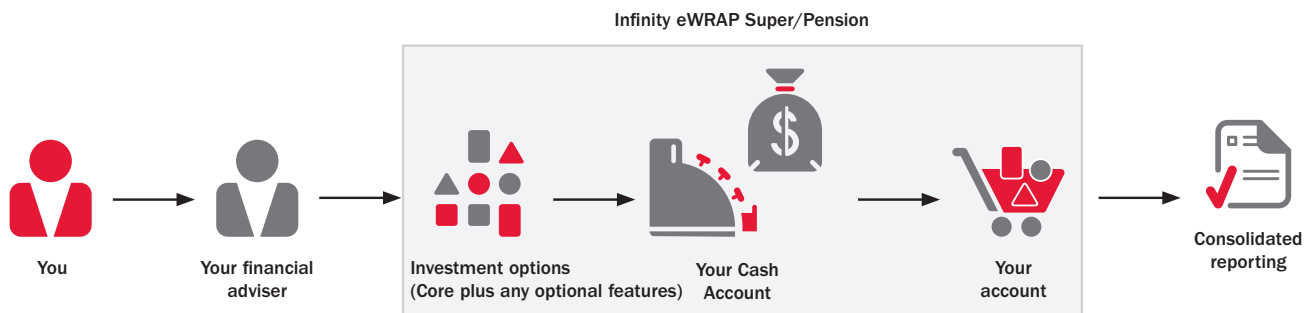 Infinity eWRAP Super/Pension
$
You
Your financial
adviser
Investment options
(Core plus any optional features)
Your Cash
Account
Your
account
Consolidated
reporting